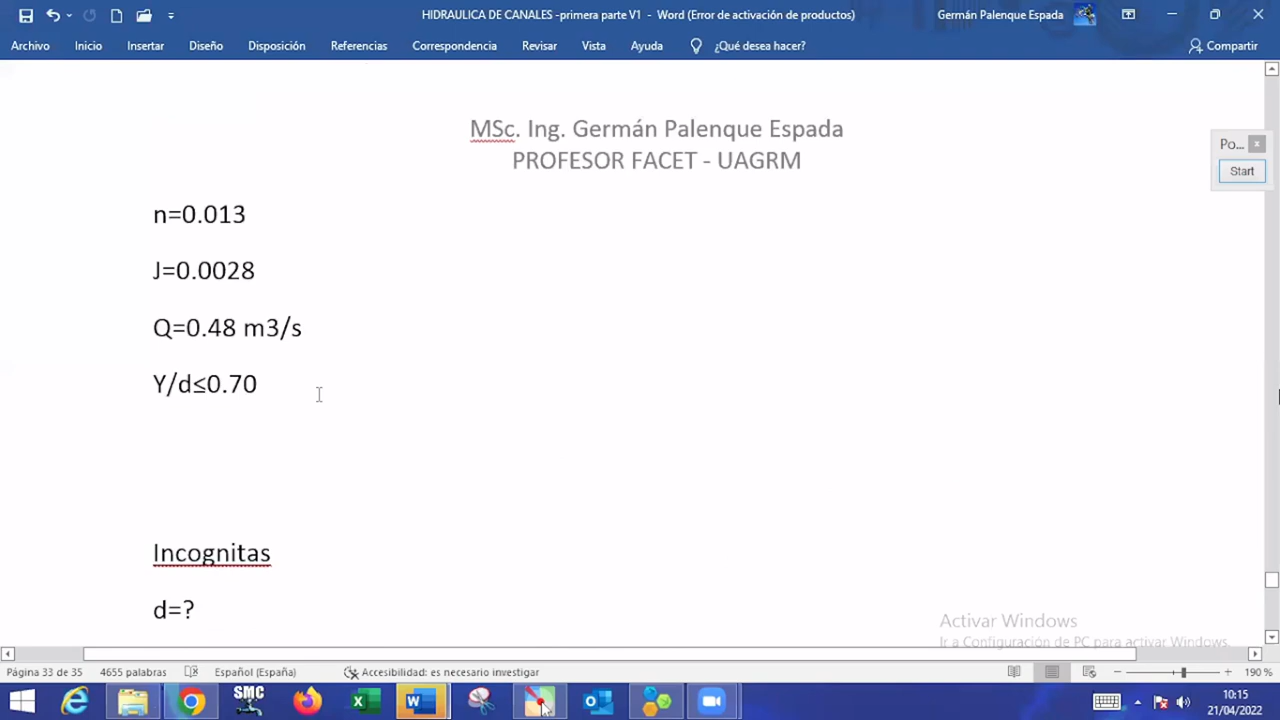 HIDRAULICA DE CANALES -primera parte V1 - Word (Error de activación de productos)
Germán Palenque Espada
Archivo Inicio Insertar Diseño Disposición Referencias Correspondencia Revisar Vista Ayuda ¿Qué desea hacer? Compartir
MSc. Ing. Germán Palenque Espada
PROFESOR FACET - UAGRM
Po...
Start
n=0.013
J=0.0028
Q=0.48 m3/s
Y/d≤0.70
Incognitas
d=?
Activar Windows
Ir a Configuración de PC para activar Windows.
Página 33 de 35 4655 palabras Español (España) Accesibilidad: es necesario investigar 190 %
SMC
10:15
21/04/2022